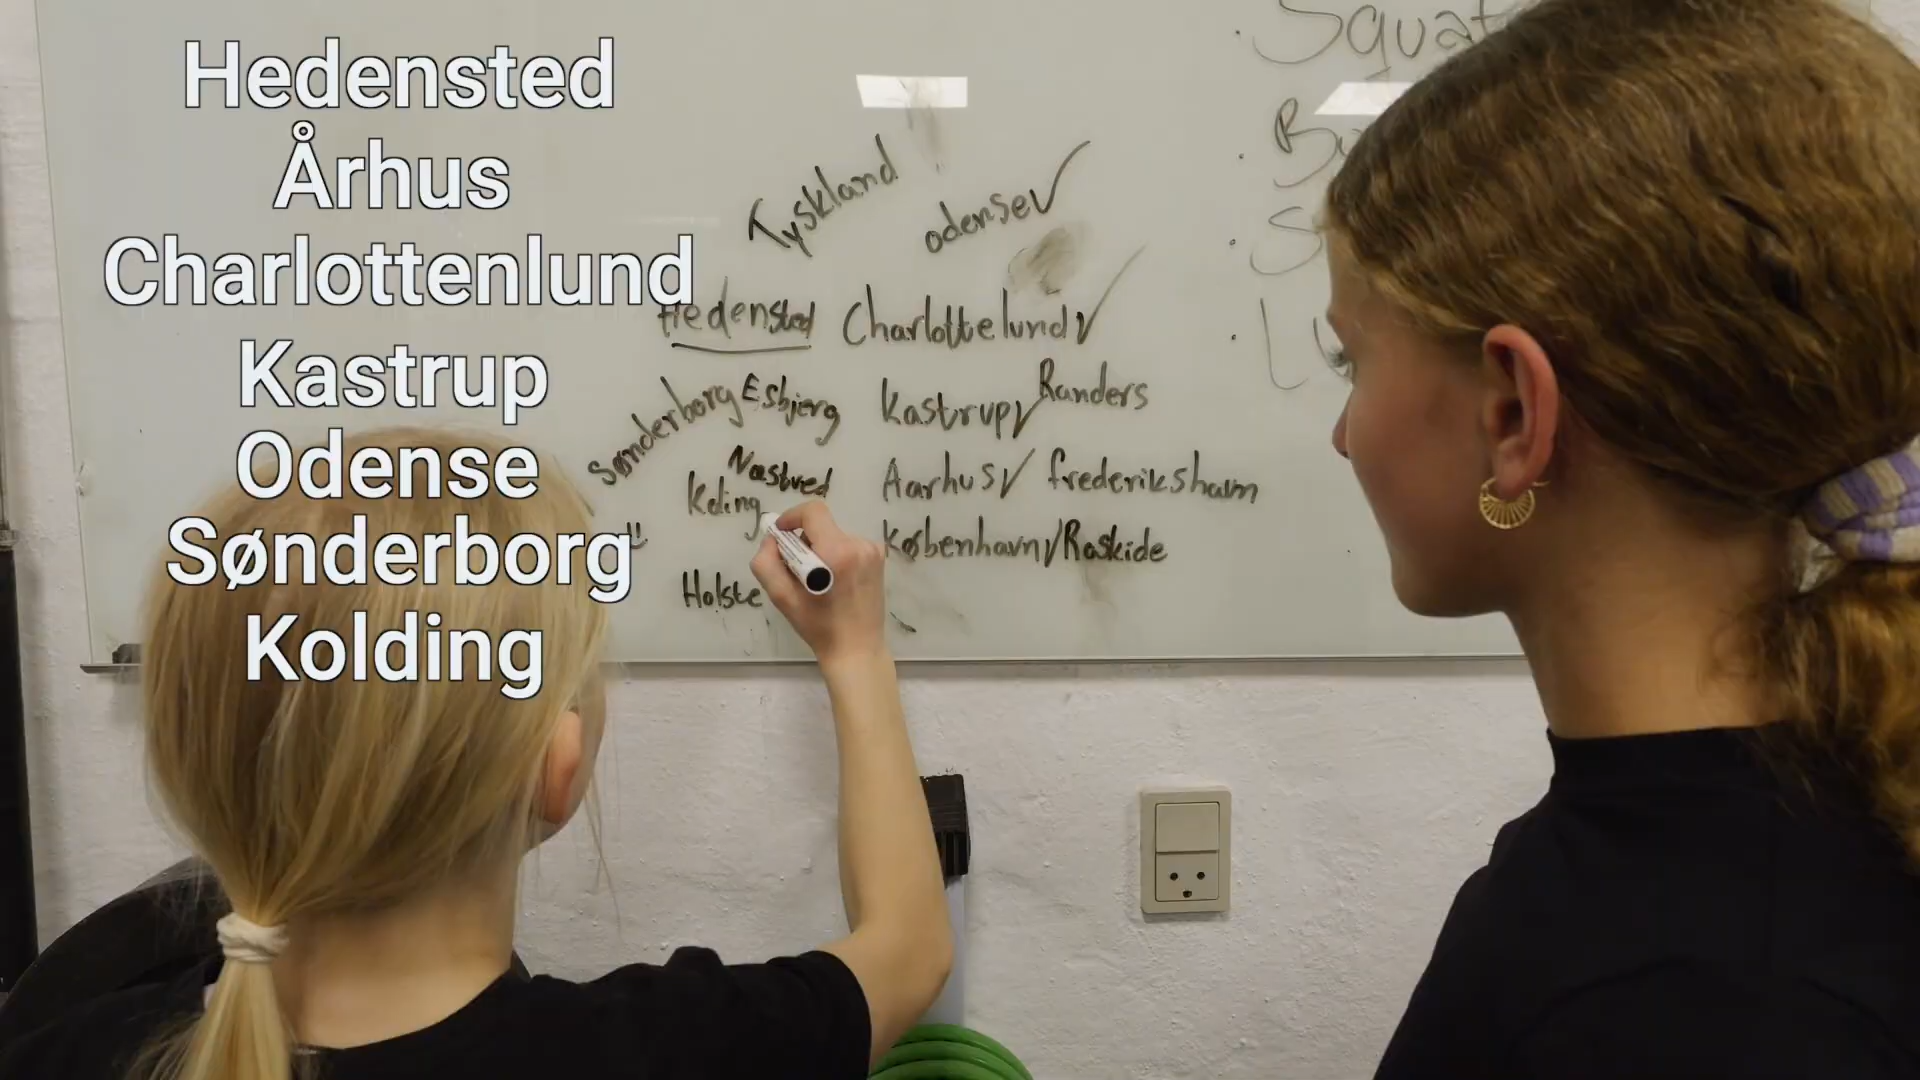 Hedensted
Århus
Charlottenlund
Kastrup
Odense
Sønderborg
Kolding
Squat
Tyskland
odense✓
Hedensted Charlottelund✓
Sønderborg Esbjerg Kastrup✓ Randers
Næstved
Kolding Aarhus✓ frederikshavn
København✓ Roskide
Holste